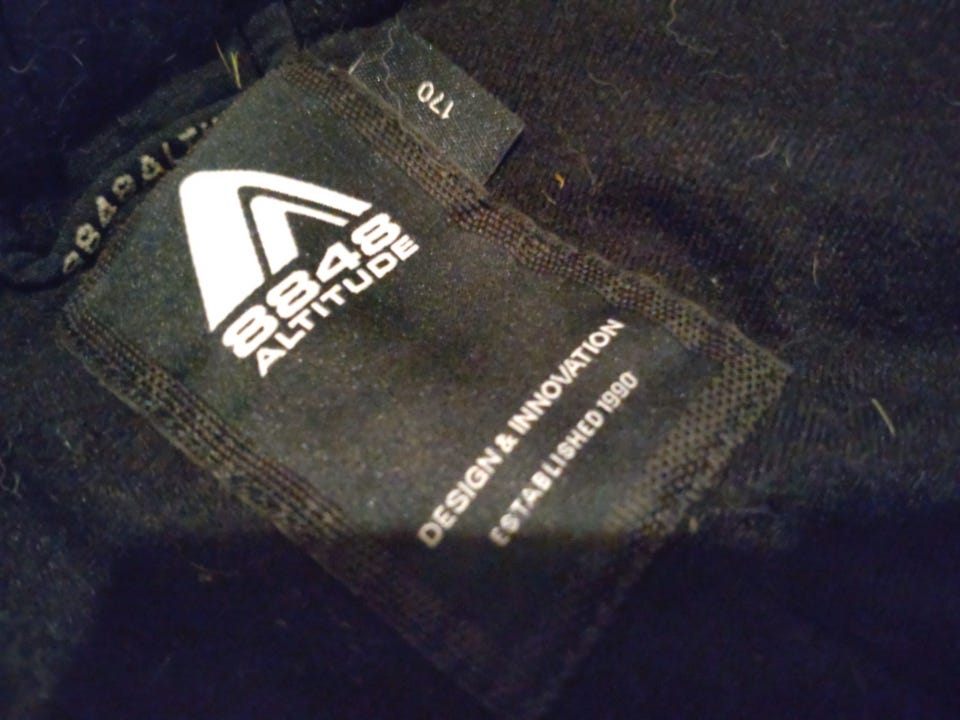 170
8848
ALTITUDE
DESIGN & INNOVATION
ESTABLISHED 1990